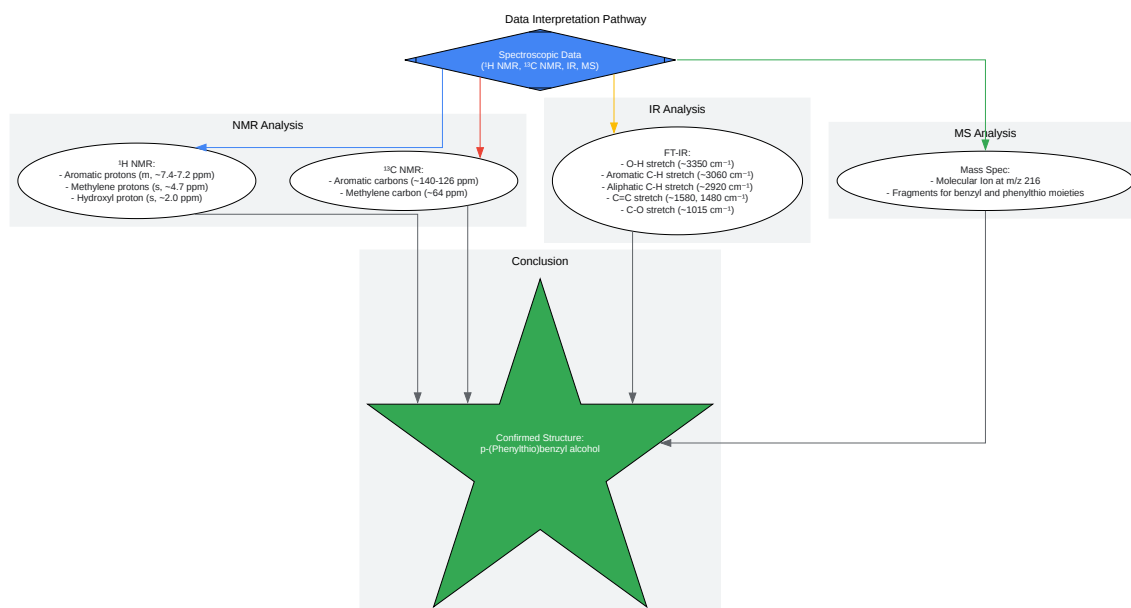 Data Interpretation Pathway
Spectroscopic Data
(¹H NMR, ¹³C NMR, IR, MS)
NMR Analysis
¹H NMR:
- Aromatic protons (m, ~7.4-7.2 ppm)
- Methylene protons (s, ~4.7 ppm)
- Hydroxyl proton (s, ~2.0 ppm)
¹³C NMR:
- Aromatic carbons (~140-126 ppm)
- Methylene carbon (~64 ppm)
IR Analysis
FT-IR:
- O-H stretch (~3350 cm⁻¹)
- Aromatic C-H stretch (~3060 cm⁻¹)
- Aliphatic C-H stretch (~2920 cm⁻¹)
- C=C stretch (~1580, 1480 cm⁻¹)
- C-O stretch (~1015 cm⁻¹)
MS Analysis
Mass Spec:
- Molecular Ion at m/z 216
- Fragments for benzyl and phenylthio moieties
Conclusion
Confirmed Structure:
p-(Phenylthio)benzyl alcohol